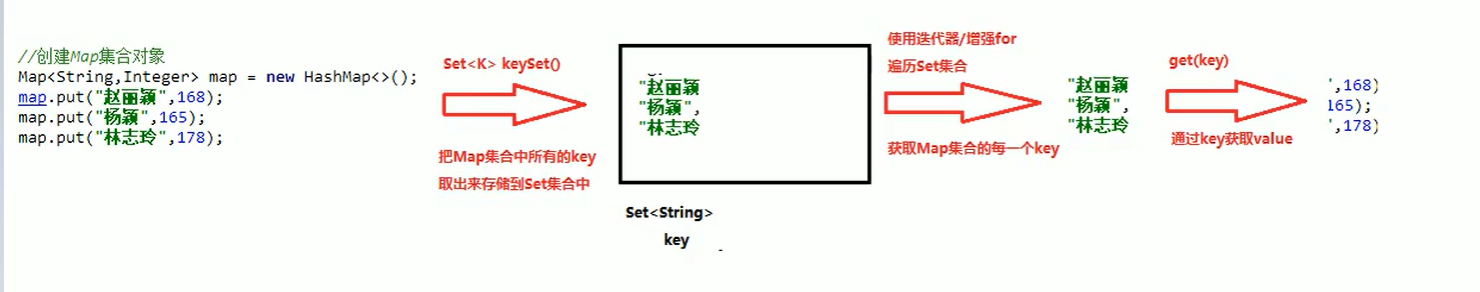 //创建Map集合对象
Map<String,Integer> map = new HashMap<>();
map.put("赵丽颖",168);
map.put("杨颖",165);
map.put("林志玲",178);
Set<K> keySet()
把Map集合中所有的key
取出来存储到Set集合中
"赵丽颖
"杨颖",
"林志玲
Set<String>
key
使用迭代器/增强for
遍历Set集合
获取Map集合的每一个key
"赵丽颖
"杨颖",
"林志玲
get(key)
通过key获取value
",168)
165);
",178)